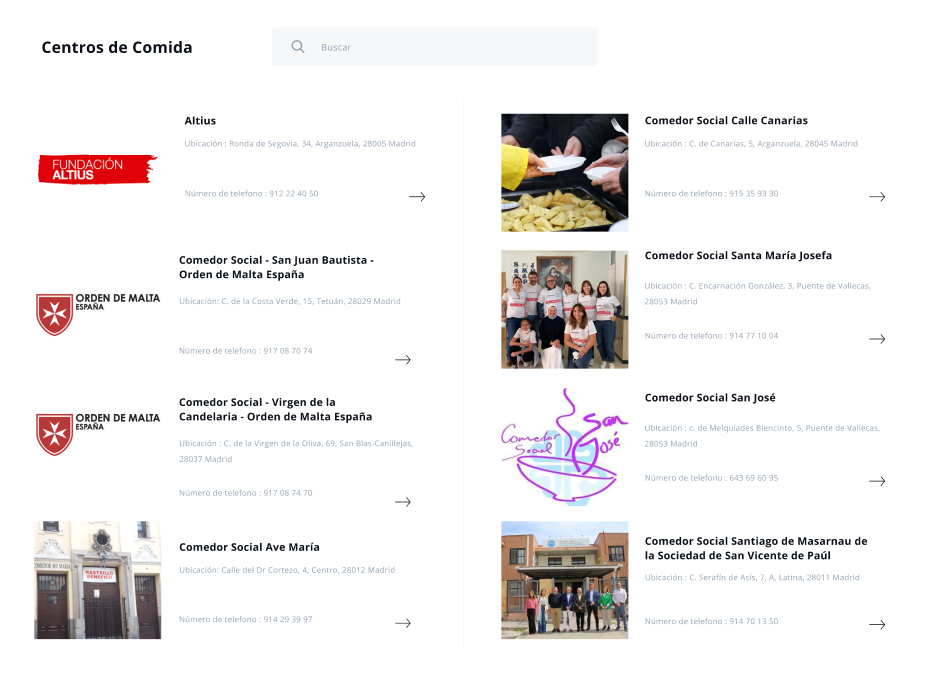 Centros de Comida
Buscar
Altius
Ubicación : Ronda de Segovia, 34, Arganzuela, 28005 Madrid
FUNDACIÓN
ALTIUS
Número de telefono : 912 22 40 50
Comedor Social - San Juan Bautista -
Orden de Malta España
ORDEN DE MALTA
ESPAÑA
Ubicación: C. de la Costa Verde, 15, Tetuán, 28029 Madrid
Número de telefono : 917 08 70 74
Comedor Social - Virgen de la
Candelaria - Orden de Malta España
ORDEN DE MALTA
ESPAÑA
Ubicación : C. de la Virgen de la Oliva, 69, San Blas-Canillejas,
28037 Madrid
Número de telefono : 917 08 74 70
COMEDOR AVE MARIA
RASTRILLO
BENEFICO
Comedor Social Ave María
Ubicación: Calle del Dr Cortezo, 4, Centro, 28012 Madrid
Número de telefono : 914 29 39 97
Comedor Social Calle Canarias
Ubicación : C. de Canarias, 5, Arganzuela, 28045 Madrid
Número de telefono : 915 35 93 30
Comedor Social Santa María Josefa
Ubicación : C. Encarnación González, 3, Puente de Vallecas,
28053 Madrid
Número de telefono : 914 77 10 04
Comedor
Social
San
José
Comedor Social San José
Ubicación : c. de Melquíades Biencinto, 5, Puente de Vallecas,
28053 Madrid
Número de telefono : 643 69 60 95
Comedor Social Santiago de Masarnau de
la Sociedad de San Vicente de Paúl
Ubicación : C. Serafín de Asís, 7, A, Latina, 28011 Madrid
Número de telefono : 914 70 13 50